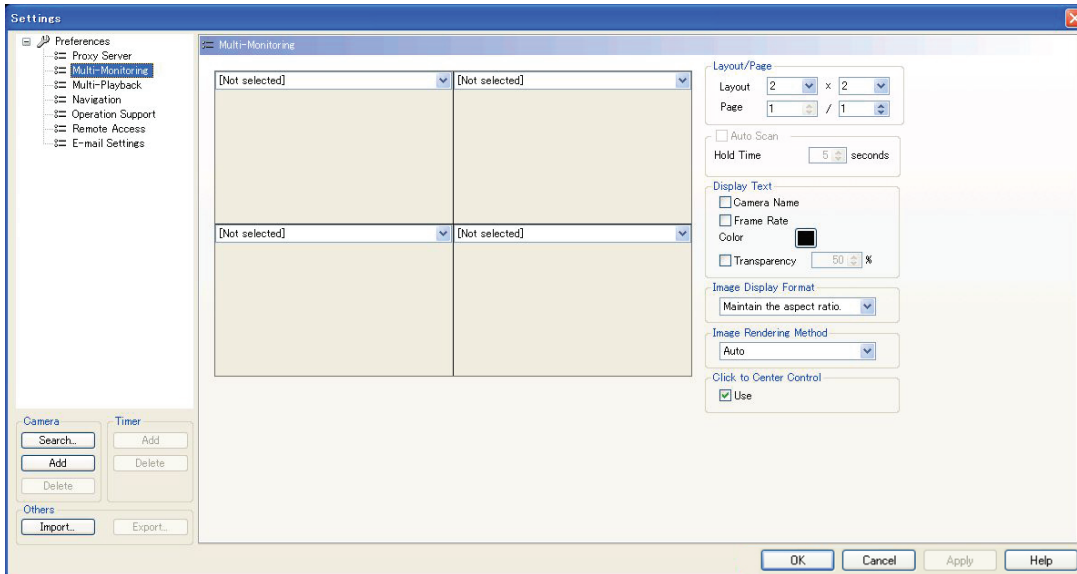 Settings
Preferences
Proxy Server
Multi-Monitoring
Multi-Playback
Navigation
Operation Support
Remote Access
E-mail Settings
Camera
Search...
Add
Delete
Timer
Add
Delete
Others
Import...
Export...
Multi-Monitoring
[Not selected]
[Not selected]
[Not selected]
[Not selected]
Layout/Page
Layout 2 x 2
Page 1 / 1
Auto Scan
Hold Time 5 seconds
Display Text
Camera Name
Frame Rate
Color
Transparency 50 %
Image Display Format
Maintain the aspect ratio.
Image Rendering Method
Auto
Click to Center Control
Use
OK Cancel Apply Help